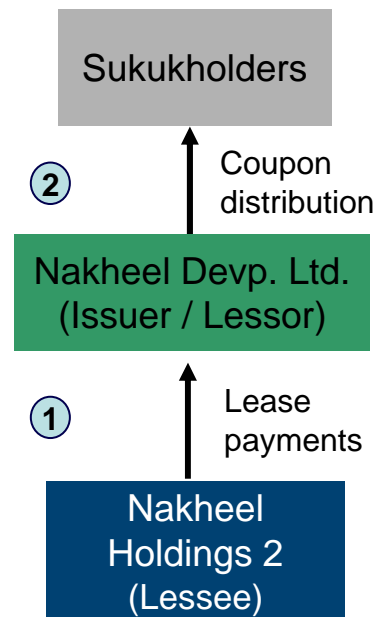 Sukukholders
2
Coupon
distribution
Nakheel Devp. Ltd.
(Issuer / Lessor)
1
Lease
payments
Nakheel
Holdings 2
(Lessee)